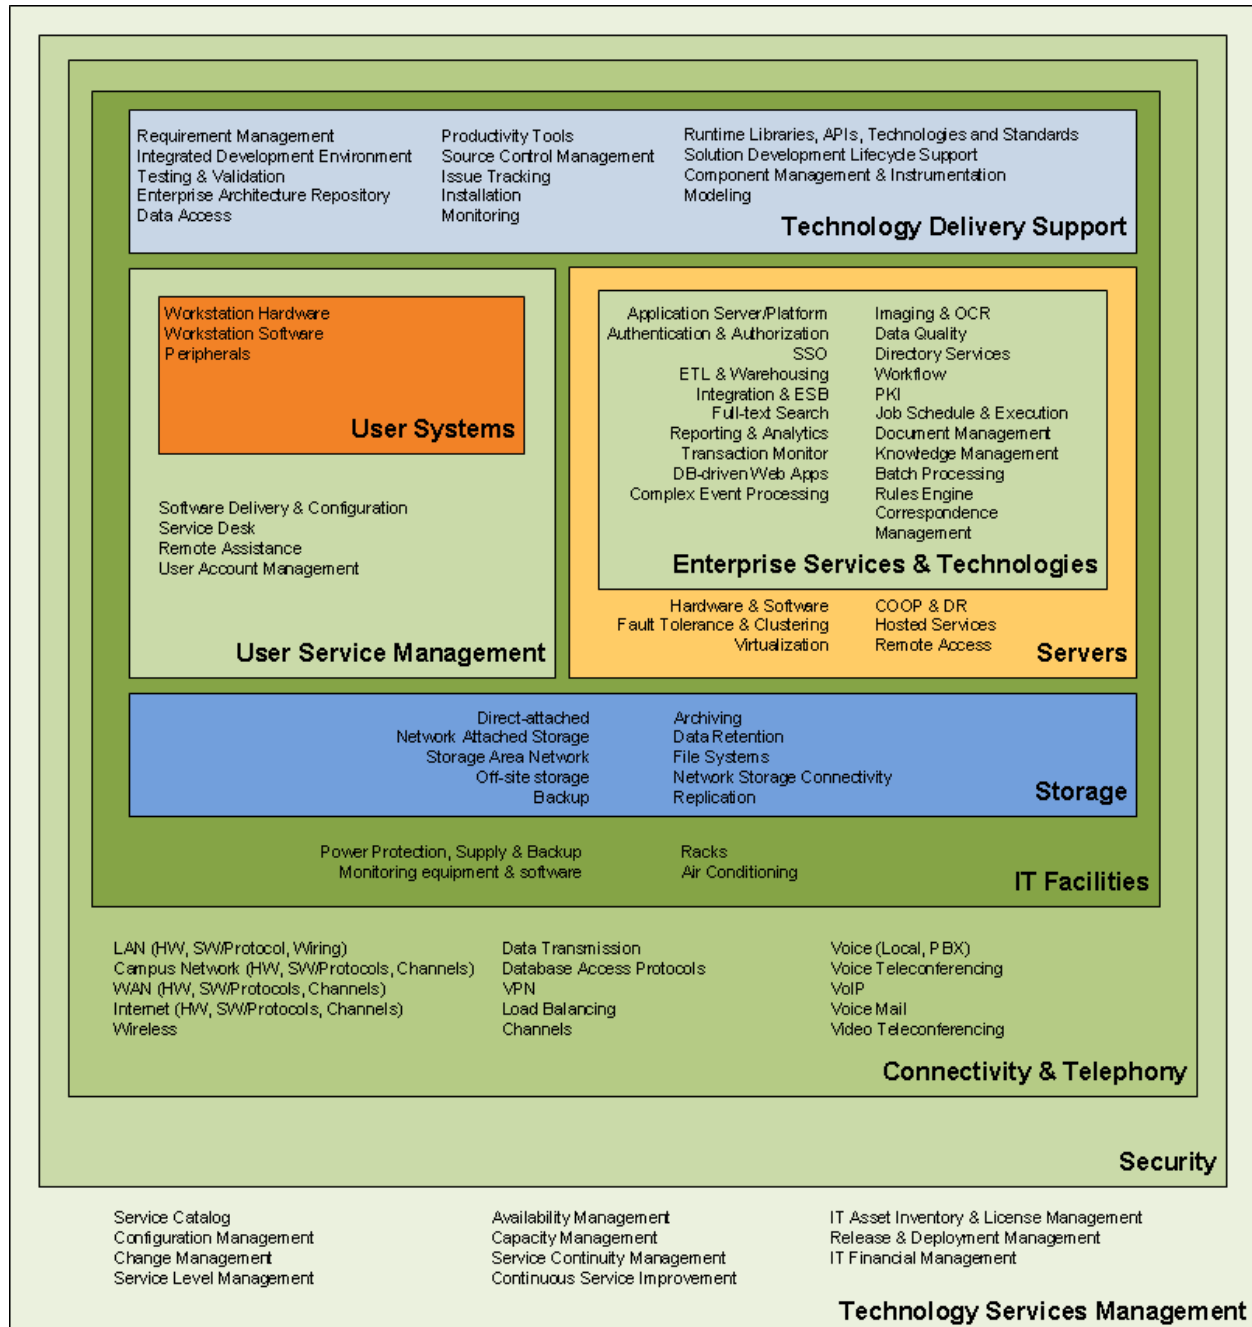 Requirement Management
Integrated Development Environment
Testing & Validation
Enterprise Architecture Repository
Data Access
Productivity Tools
Source Control Management
Issue Tracking
Installation
Monitoring
Runtime Libraries, APIs, Technologies and Standards
Solution Development Lifecycle Support
Component Management & Instrumentation
Modeling
Technology Delivery Support
Workstation Hardware
Workstation Software
Peripherals
User Systems
Software Delivery & Configuration
Service Desk
Remote Assistance
User Account Management
User Service Management
Application Server/Platform
Authentication & Authorization
SSO
ETL & Warehousing
Integration & ESB
Full-text Search
Reporting & Analytics
Transaction Monitor
DB-driven Web Apps
Complex Event Processing
Imaging & OCR
Data Quality
Directory Services
Workflow
PKI
Job Schedule & Execution
Document Management
Knowledge Management
Batch Processing
Rules Engine
Correspondence
Management
Enterprise Services & Technologies
Hardware & Software
Fault Tolerance & Clustering
Virtualization
COOP & DR
Hosted Services
Remote Access
Servers
Direct-attached
Network Attached Storage
Storage Area Network
Off-site storage
Backup
Archiving
Data Retention
File Systems
Network Storage Connectivity
Replication
Storage
Power Protection, Supply & Backup
Monitoring equipment & software
Racks
Air Conditioning
IT Facilities
LAN (HW, SW/Protocol, Wiring)
Campus Network (HW, SW/Protocols, Channels)
WAN (HW, SW/Protocols, Channels)
Internet (HW, SW/Protocols, Channels)
Wireless
Data Transmission
Database Access Protocols
VPN
Load Balancing
Channels
Voice (Local, PBX)
Voice Teleconferencing
VoIP
Voice Mail
Video Teleconferencing
Connectivity & Telephony
Security
Service Catalog
Configuration Management
Change Management
Service Level Management
Availability Management
Capacity Management
Service Continuity Management
Continuous Service Improvement
IT Asset Inventory & License Management
Release & Deployment Management
IT Financial Management
Technology Services Management